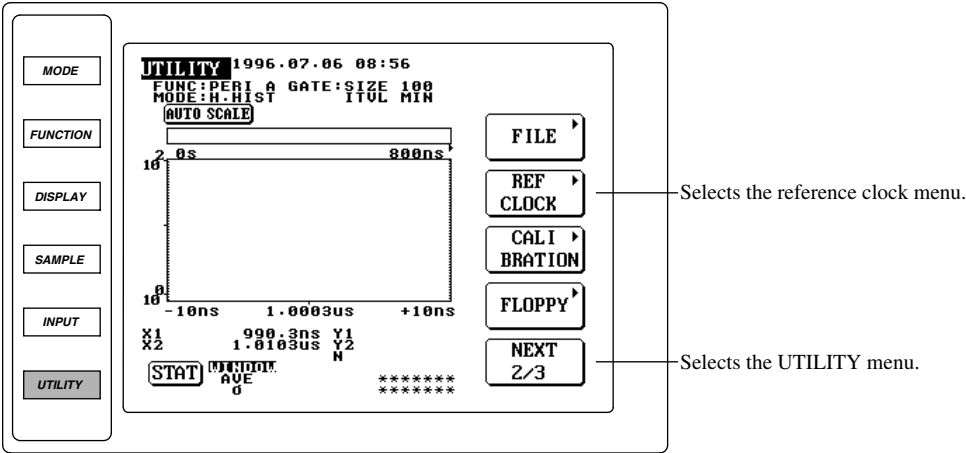 MODE
FUNCTION
DISPLAY
SAMPLE
INPUT
UTILITY
UTILITY 1996.07.06 08:56
FUNC:PERI A GATE:SIZE 100
MODE:H.HIST ITVL MIN
AUTO SCALE
0s 800ns
10 2
10 0
-10ns 1.0003us +10ns
X1 990.3ns Y1
X2 1.0103us Y2
N
STAT WINDOW
AVE *******
σ *******
FILE
REF
CLOCK
CALI
BRATION
FLOPPY
NEXT
2/3
Selects the reference clock menu.
Selects the UTILITY menu.